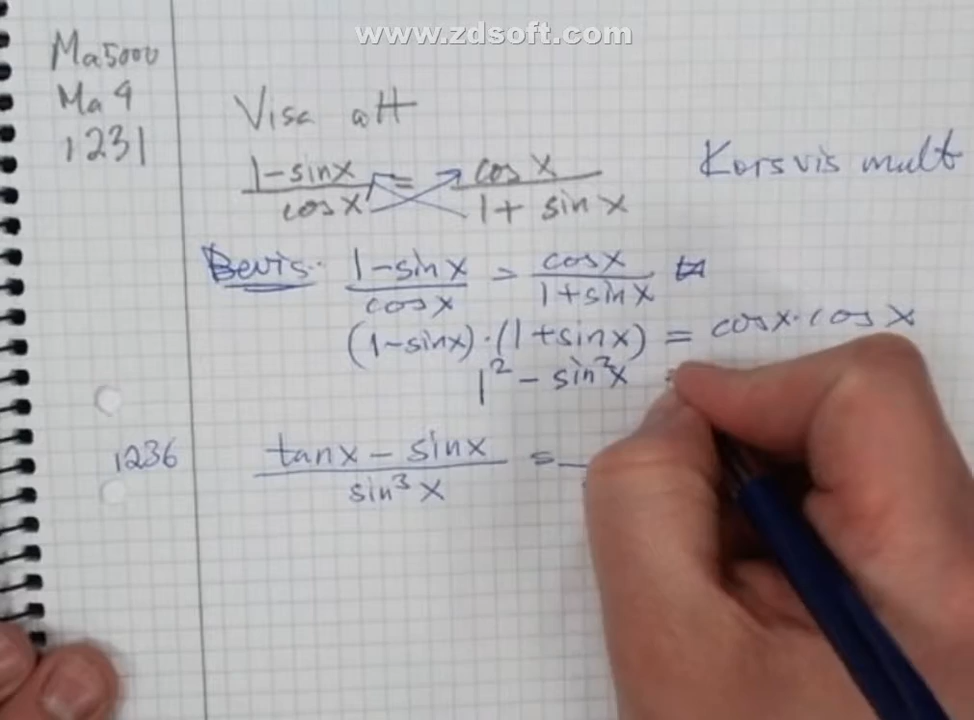 www.zdsoft.com
Ma5000
Ma 4
1231
Visa att
1-sinx / cosx = cosx / 1+ sinx
Korsvis mult
Bevis: 1-sinx / cosx = cosx / 1+sinx
(1-sinx)·(1+sinx) = cosx·cosx
1² - sin²x =
1236 tanx - sinx / sin³x =